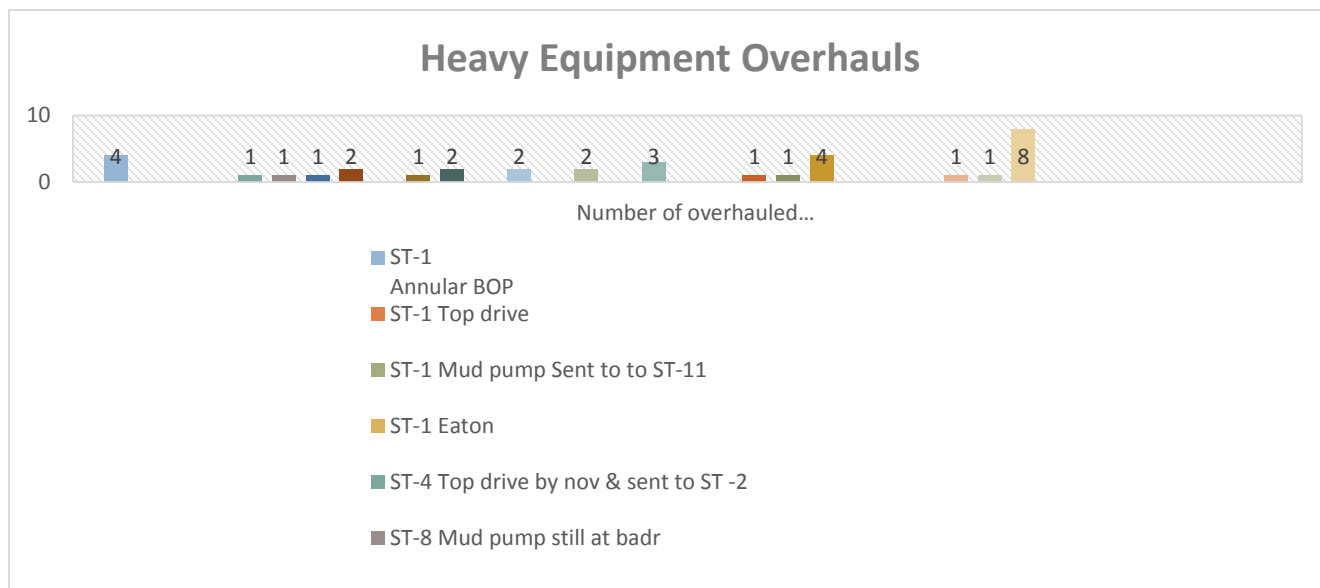 Heavy Equipment Overhauls
10
4 1 1 1 2 1 2 2 2 3 1 1 4 1 1 8
0
Number of overhauled…
ST-1
Annular BOP
ST-1 Top drive
ST-1 Mud pump Sent to to ST-11
ST-1 Eaton
ST-4 Top drive by nov & sent to ST -2
ST-8 Mud pump still at badr